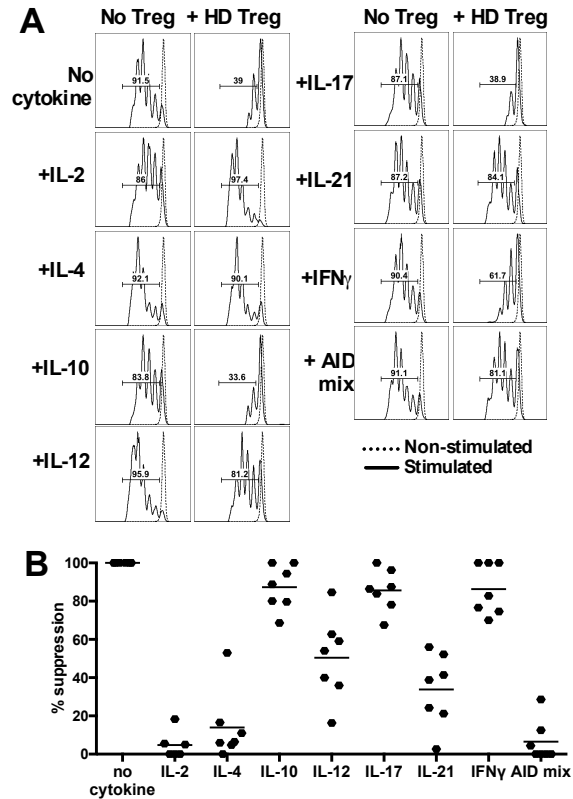 A
No Treg + HD Treg
No Treg + HD Treg
No
cytokine
91.5
39
+IL-2
86
97.4
+IL-4
92.1
90.1
+IL-10
83.8
33.6
+IL-12
95.9
81.2
+IL-17
87.1
38.9
+IL-21
87.2
84.1
+IFNγ
90.4
61.7
+ AID
mix
91.1
81.1
Non-stimulated
Stimulated
B
% suppression
100
80
60
40
20
0
no
cytokine
IL-2
IL-4
IL-10
IL-12
IL-17
IL-21
IFNγ
AID mix